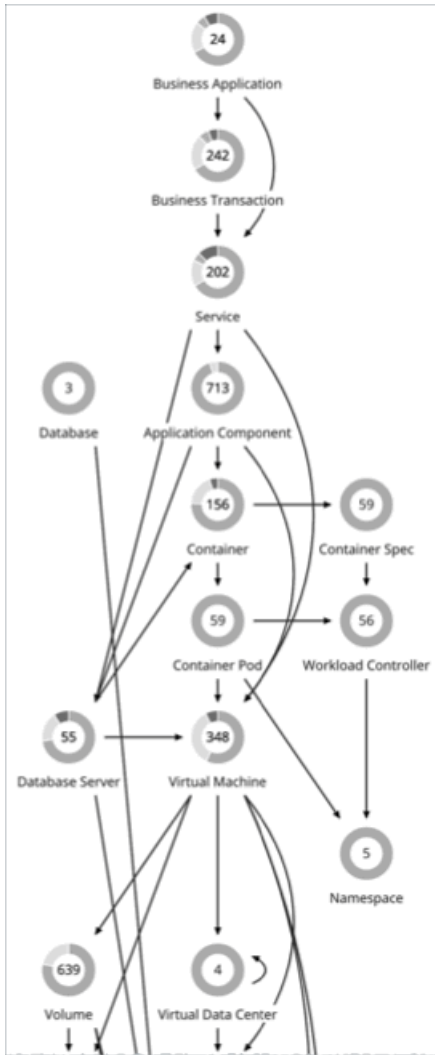 24
Business Application
242
Business Transaction
202
Service
3
Database
713
Application Component
156
Container
59
Container Spec
59
Container Pod
56
Workload Controller
55
Database Server
348
Virtual Machine
5
Namespace
639
Volume
4
Virtual Data Center